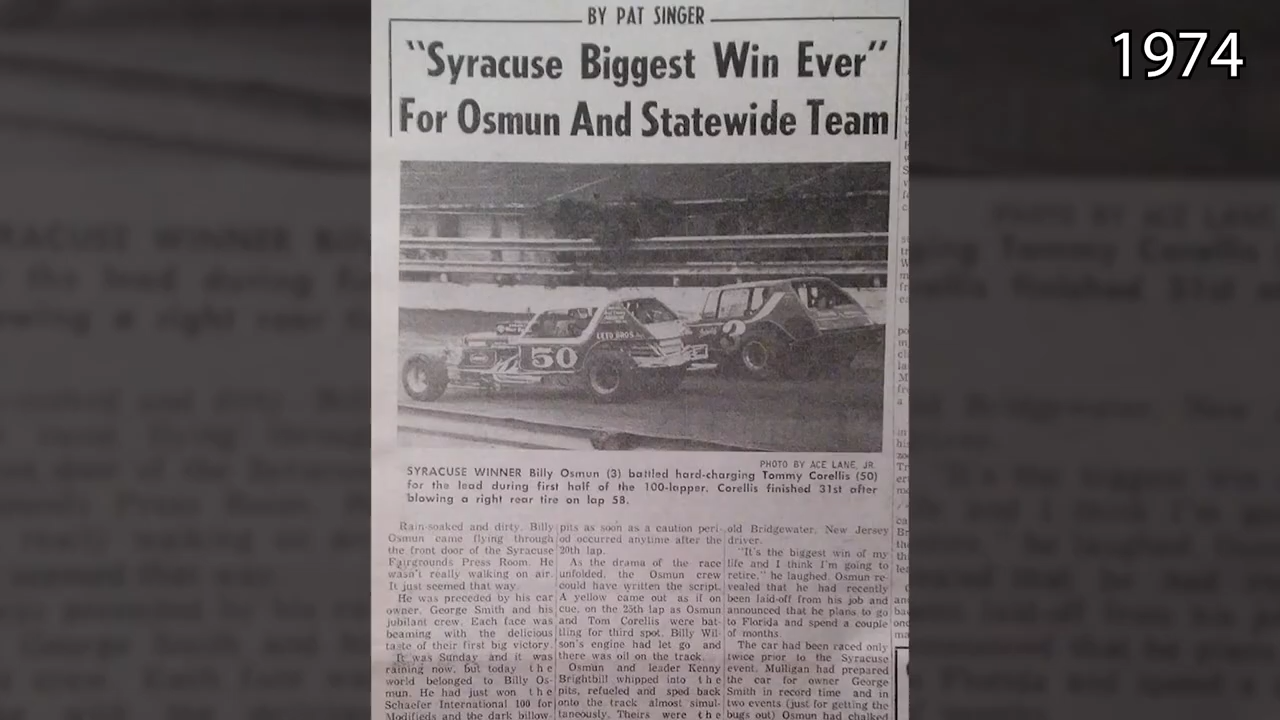 1974
BY PAT SINGER
"Syracuse Biggest Win Ever"
For Osmun And Statewide Team
LETO BROS.
50
3
PHOTO BY ACE LANE, JR.
SYRACUSE WINNER Billy Osmun (3) battled hard-charging Tommy Corellis (50)
for the lead during first half of the 100-lapper. Corellis finished 31st after
blowing a right rear tire on lap 58.
Rain-soaked and dirty, Billy
Osmun came flying through
the front door of the Syracuse
Fairgrounds Press Room. He
wasn't really walking on air.
It just seemed that way.
He was preceded by his car
owner, George Smith and his
jubilant crew. Each face was
beaming with the delicious
taste of their first big victory.
It was Sunday and it was
raining now, but today the
world belonged to Billy Os-
mun. He had just won the
Schaefer International 100 for
Modifieds and the dark billow-
pits as soon as a caution peri-
od occurred anytime after the
20th lap.
As the drama of the race
unfolded, the Osmun crew
could have written the script.
A yellow came out as if on
cue, on the 25th lap as Osmun
and Tom Corellis were bat-
tling for third spot. Billy Wil-
son's engine had let go and
there was oil on the track.
Osmun and leader Kenny
Brightbill whipped into the
pits, refueled and sped back
onto the track almost simul-
taneously. Theirs were the
old Bridgewater, New Jersey
driver.
"It's the biggest win of my
life and I think I'm going to
retire," he laughed. Osmun re-
vealed that he had recently
been laid-off from his job and
announced that he plans to go
to Florida and spend a couple
of months.
The car had been raced only
twice prior to the Syracuse
event. Mulligan had prepared
the car for owner George
Smith in record time and in
two events (just for getting the
bugs out) Osmun had chalked